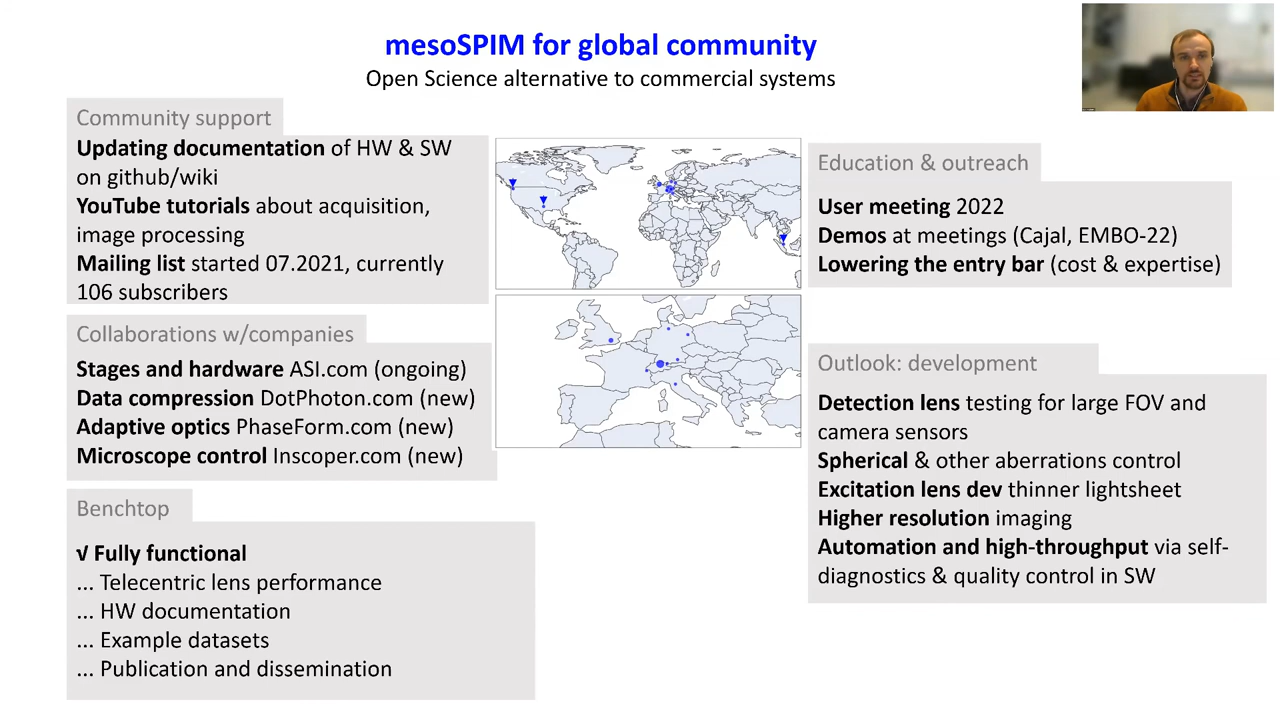 mesoSPIM for global community
Open Science alternative to commercial systems
Community support
Updating documentation of HW & SW
on github/wiki
YouTube tutorials about acquisition,
image processing
Mailing list started 07.2021, currently
106 subscribers
Collaborations w/companies
Stages and hardware ASI.com (ongoing)
Data compression DotPhoton.com (new)
Adaptive optics PhaseForm.com (new)
Microscope control Inscoper.com (new)
Benchtop
√ Fully functional
... Telecentric lens performance
... HW documentation
... Example datasets
... Publication and dissemination
Education & outreach
User meeting 2022
Demos at meetings (Cajal, EMBO-22)
Lowering the entry bar (cost & expertise)
Outlook: development
Detection lens testing for large FOV and
camera sensors
Spherical & other aberrations control
Excitation lens dev thinner lightsheet
Higher resolution imaging
Automation and high-throughput via self-
diagnostics & quality control in SW